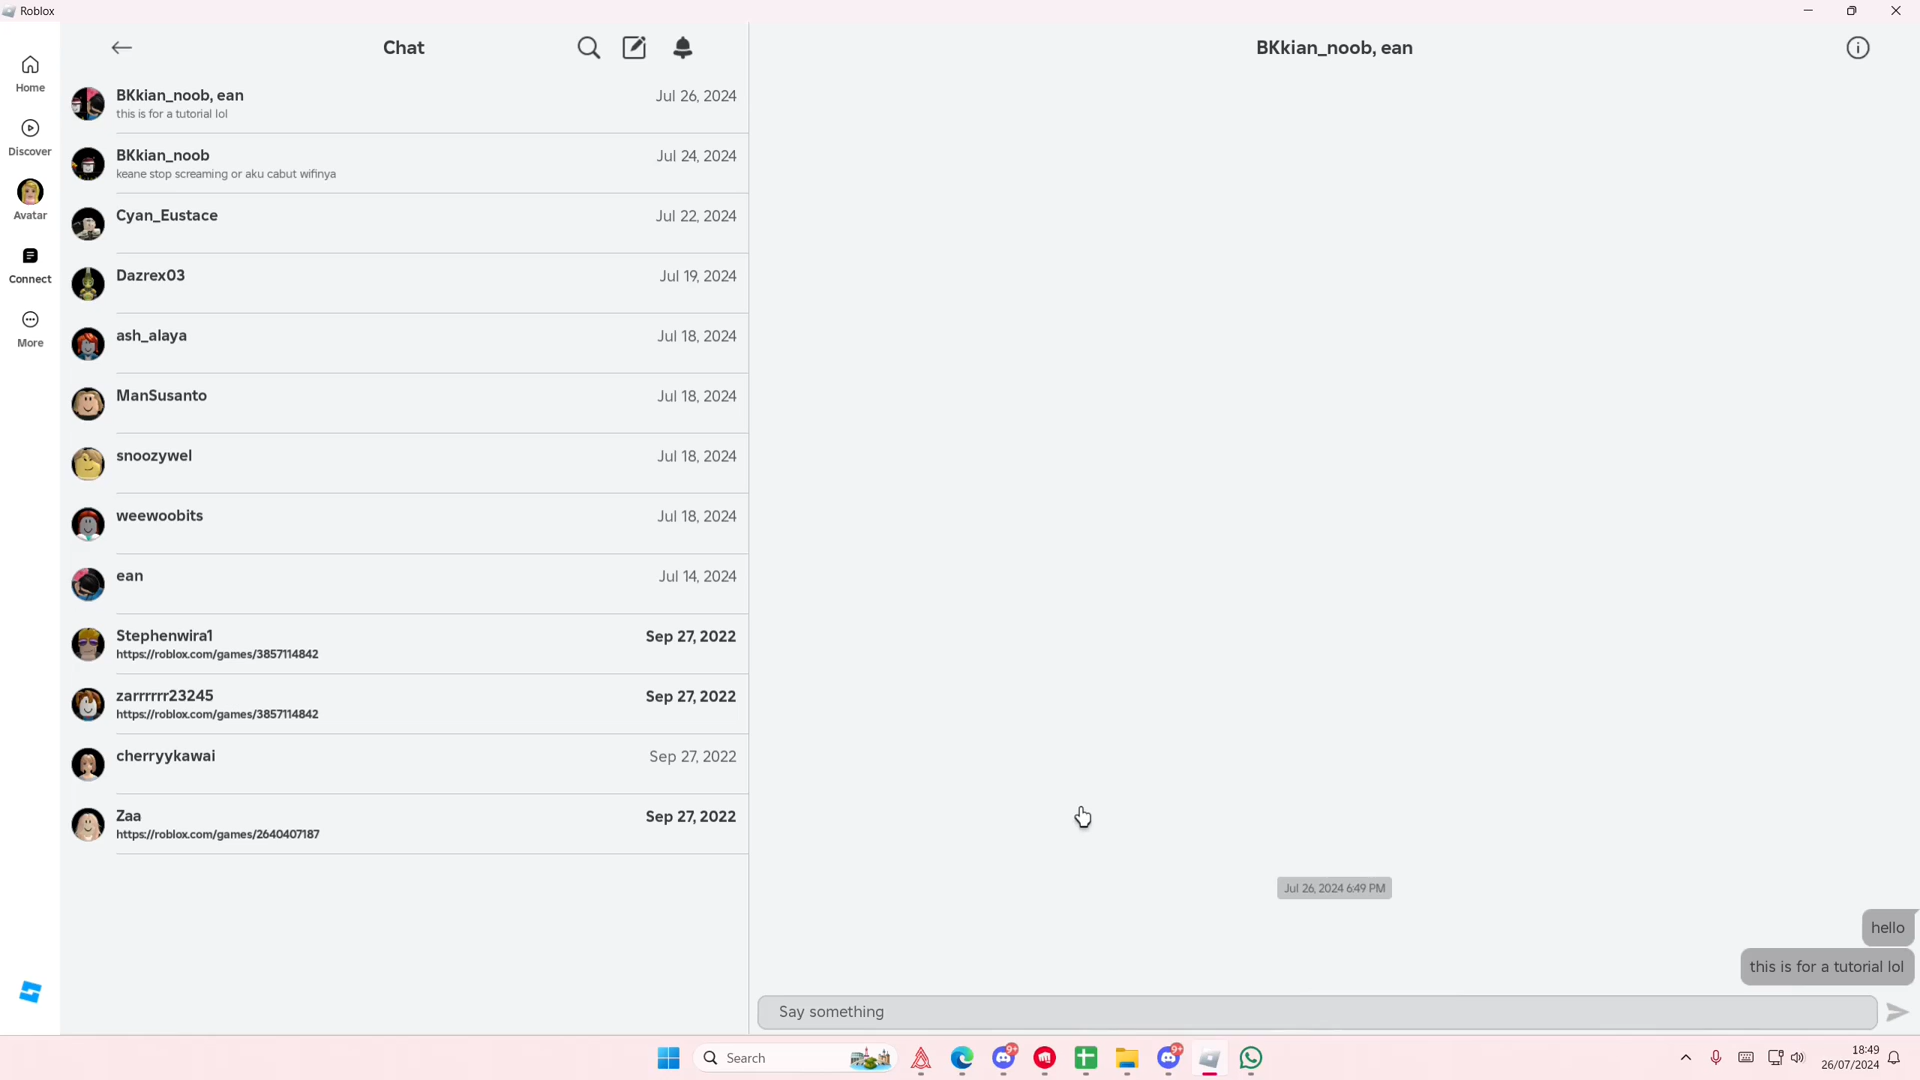 Roblox
Home
Discover
Avatar
Connect
More
Chat
BKkian_noob, ean
Jul 26, 2024
this is for a tutorial lol
BKkian_noob
Jul 24, 2024
keane stop screaming or aku cabut wifinya
Cyan_Eustace
Jul 22, 2024
Dazrex03
Jul 19, 2024
ash_alaya
Jul 18, 2024
ManSusanto
Jul 18, 2024
snoozywel
Jul 18, 2024
weewoobits
Jul 18, 2024
ean
Jul 14, 2024
Stephenwira1
Sep 27, 2022
https://roblox.com/games/3857114842
zarrrrrr23245
Sep 27, 2022
https://roblox.com/games/3857114842
cherryykawai
Sep 27, 2022
Zaa
Sep 27, 2022
https://roblox.com/games/2640407187
BKkian_noob, ean
Jul 26, 2024 6:49 PM
hello
this is for a tutorial lol
Say something
Search
9+
9+
18:49
26/07/2024